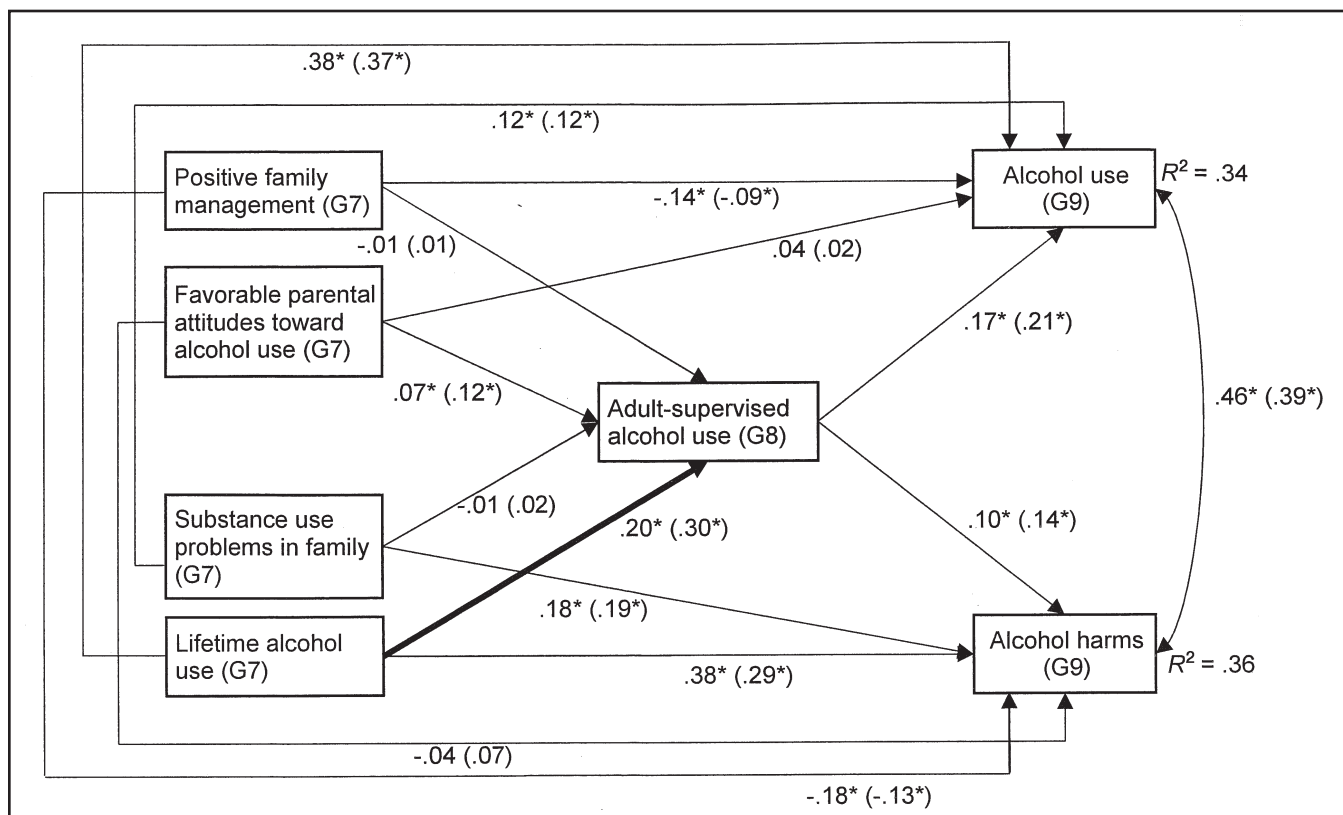 .38* (.37*)
.12* (.12*)
Positive family
management (G7)
Alcohol use
(G9)
R² = .34
-.14* (-.09*)
-.01 (.01)
.04 (.02)
Favorable parental
attitudes toward
alcohol use (G7)
.17* (.21*)
.07* (.12*)
Adult-supervised
alcohol use (G8)
.46* (.39*)
Substance use
problems in family
(G7)
-.01 (.02)
.20* (.30*)
.10* (.14*)
.18* (.19*)
Lifetime alcohol
use (G7)
Alcohol harms
(G9)
R² = .36
.38* (.29*)
-.04 (.07)
-.18* (-.13*)